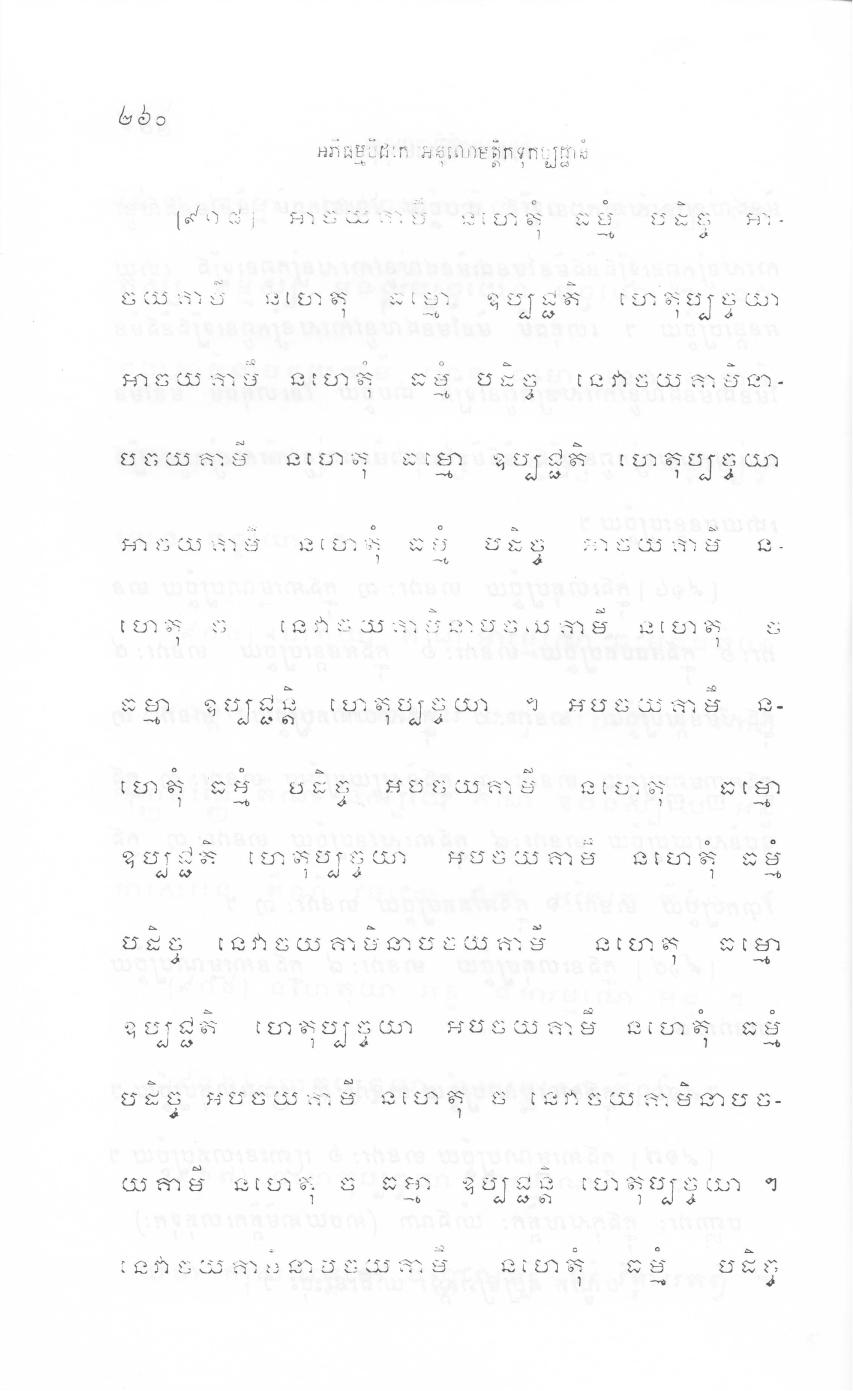 ២៦០
អភិធម្មបិដកេ អនុលោមត្តិកទុកប្បដ្ឋានំ
អាចយគាមឹ នហេតុំ ធម្មំ បដិច្ច អា-
ចយគាមី នហេតុ ធម្មោ ឧប្បជ្ជតិ ហេតុប្បច្ចយា
អាចយគាមឹ នហេតុំ ធម្មំ បដិច្ច នេវាចយគាមិនា-
បចយគាមី នហេតុ ធម្មោ ឧប្បជ្ជតិ ហេតុប្បច្ចយា
អាចយគាមឹ នហេតុំ ធម្មំ បដិច្ច អាចយគាមី ន-
ហេតុ ច នេវាចយគាមិនាបចយគាមី នហេតុ ច
ធម្មា ឧប្បជ្ជន្តិ ហេតុប្បច្ចយា ។ អបចយគាមឹ ន-
ហេតុំ ធម្មំ បដិច្ច អបចយគាមី នហេតុ ធម្មោ
ឧប្បជ្ជតិ ហេតុប្បច្ចយា អបចយគាមឹ នហេតុំ ធម្មំ
បដិច្ច នេវាចយគាមិនាបចយគាមី នហេតុ ធម្មោ
ឧប្បជ្ជតិ ហេតុប្បច្ចយា អបចយគាមឹ នហេតុំ ធម្មំ
បដិច្ច អបចយគាមី នហេតុ ច នេវាចយគាមិនាបច-
យគាមី នហេតុ ច ធម្មា ឧប្បជ្ជន្តិ ហេតុប្បច្ចយា ។
នេវាចយគាមឹនាបចយគាមឹ នហេតុំ ធម្មំ បដិច្ច